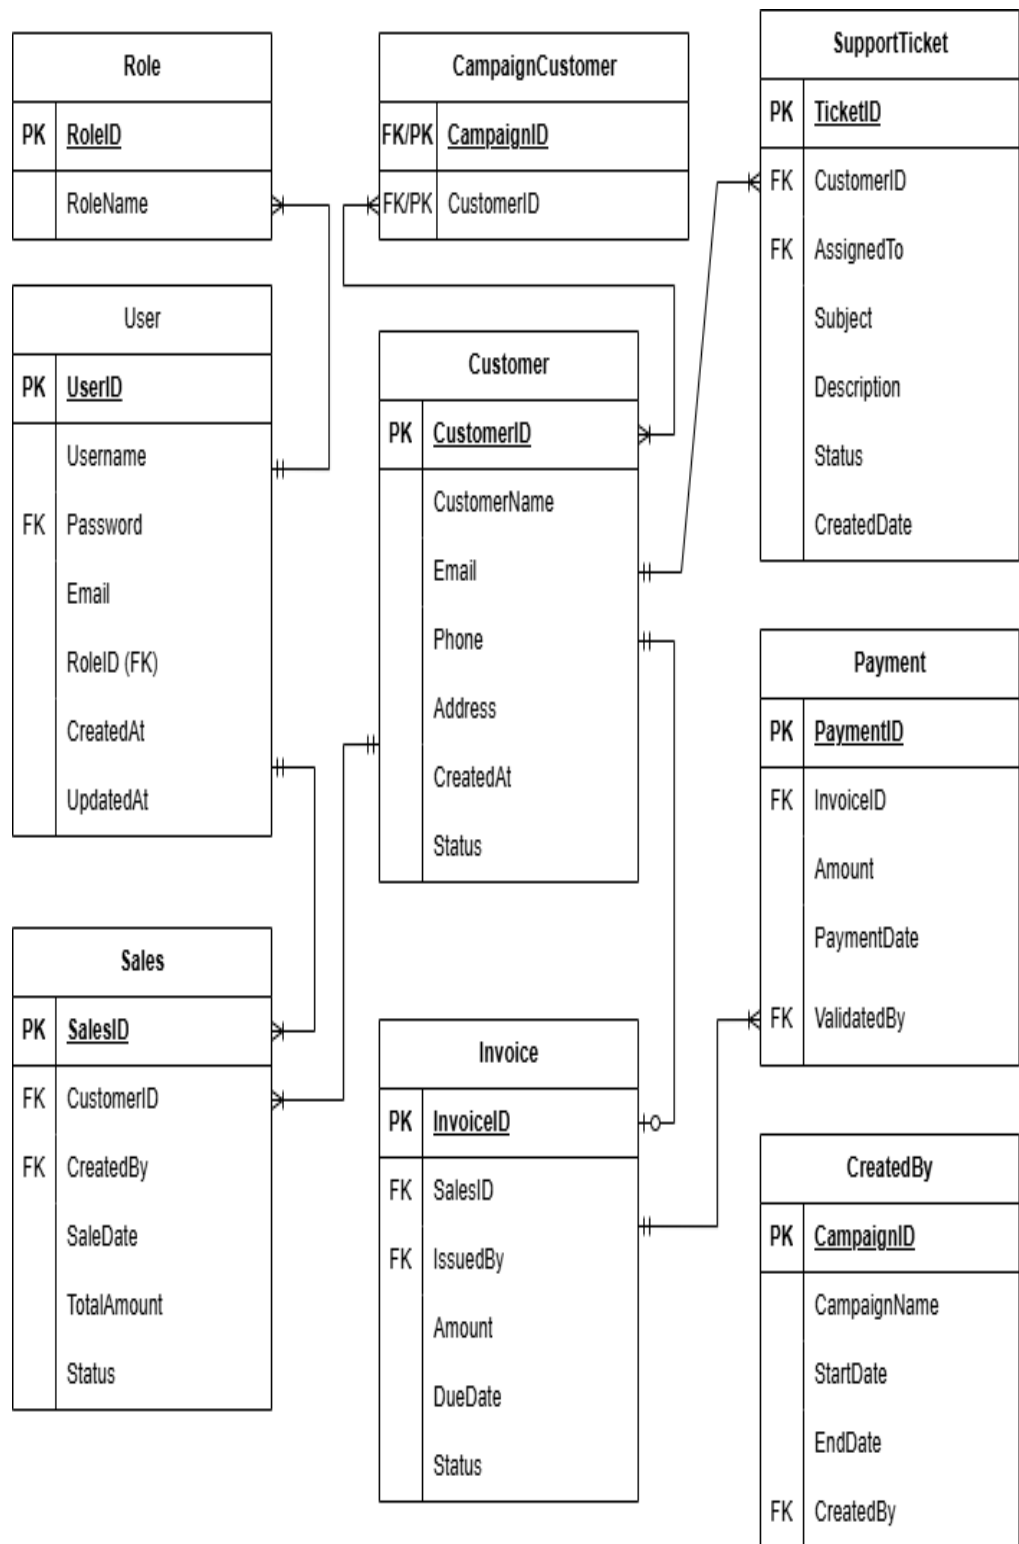 Role
PK RoleID
RoleName
CampaignCustomer
FK/PK CampaignID
FK/PK CustomerID
SupportTicket
PK TicketID
FK CustomerID
FK AssignedTo
Subject
Description
Status
CreatedDate
User
PK UserID
Username
FK Password
Email
RoleID (FK)
CreatedAt
UpdatedAt
Customer
PK CustomerID
CustomerName
Email
Phone
Address
CreatedAt
Status
Payment
PK PaymentID
FK InvoiceID
Amount
PaymentDate
FK ValidatedBy
Sales
PK SalesID
FK CustomerID
FK CreatedBy
SaleDate
TotalAmount
Status
Invoice
PK InvoiceID
FK SalesID
FK IssuedBy
Amount
DueDate
Status
CreatedBy
PK CampaignID
CampaignName
StartDate
EndDate
FK CreatedBy